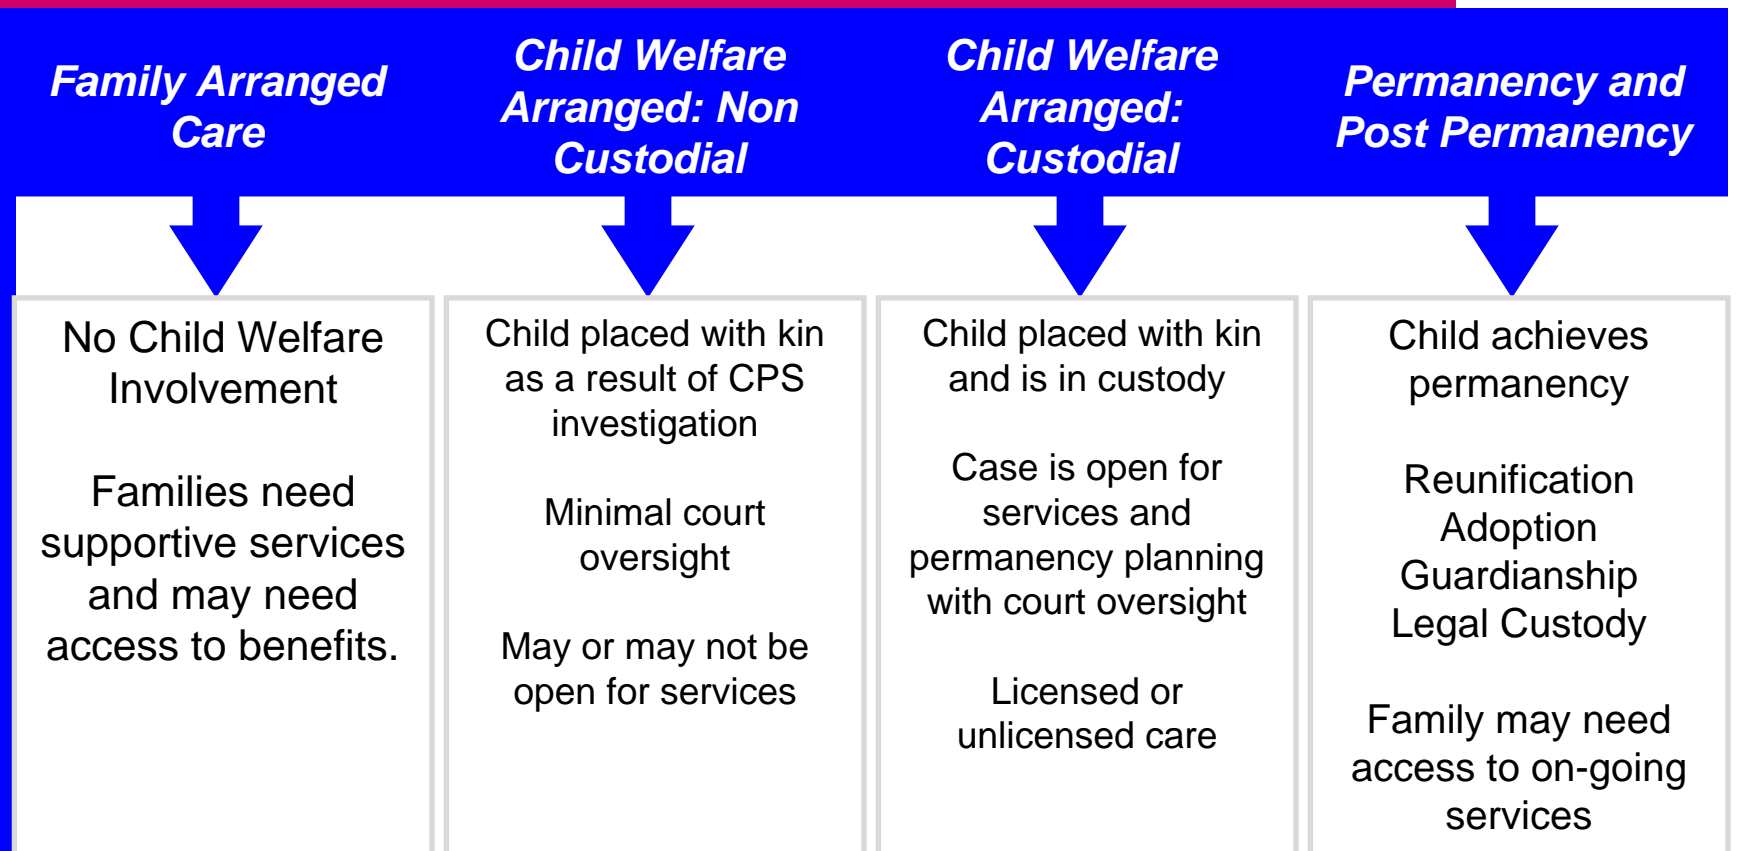 Family Arranged
Care
Child Welfare
Arranged: Non
Custodial
Child Welfare
Arranged:
Custodial
Permanency and
Post Permanency
No Child Welfare
Involvement
Families need
supportive services
and may need
access to benefits.
Child placed with kin
as a result of CPS
investigation
Minimal court
oversight
May or may not be
open for services
Child placed with kin
and is in custody
Case is open for
services and
permanency planning
with court oversight
Licensed or
unlicensed care
Child achieves
permanency
Reunification
Adoption
Guardianship
Legal Custody
Family may need
access to on-going
services